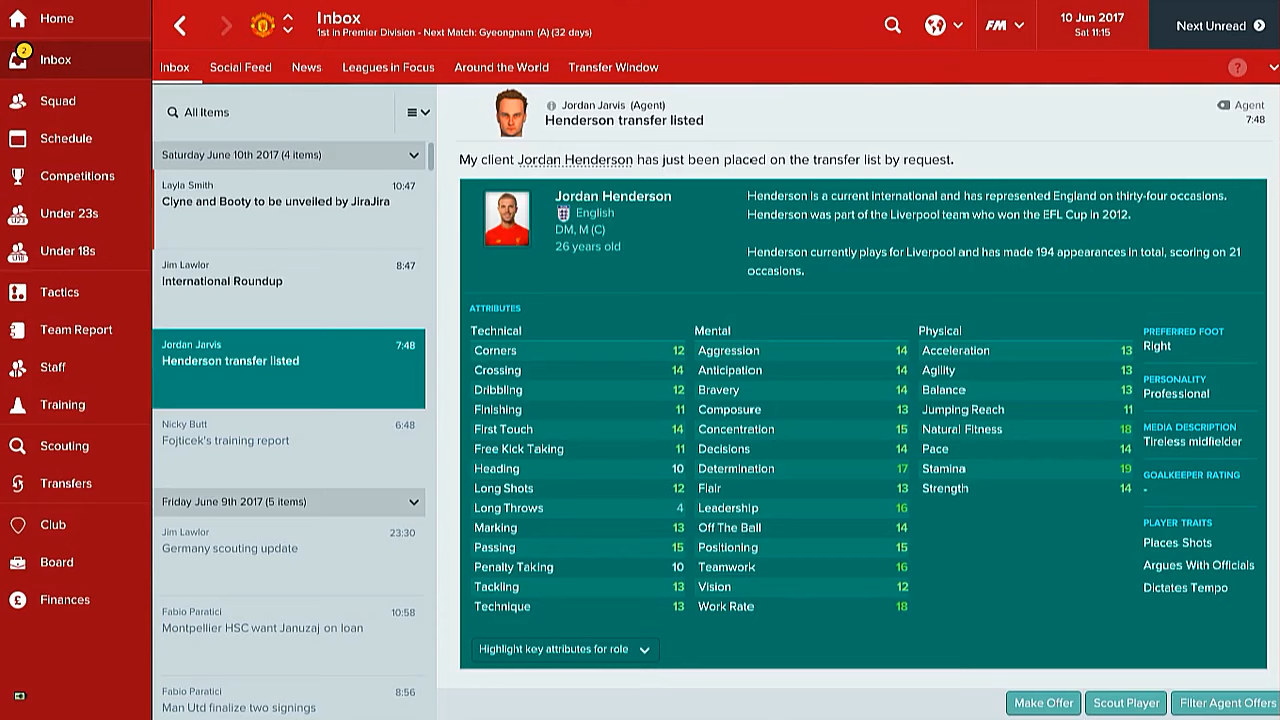 Home
2
Inbox
Squad
Schedule
Competitions
Under 23s
Under 18s
Tactics
Team Report
Staff
Training
Scouting
Transfers
Club
Board
Finances
Inbox
1st in Premier Division - Next Match: Gyeongnam (A) (32 days)
FM
10 Jun 2017
Sat 11:15
Next Unread
Inbox
Social Feed
News
Leagues in Focus
Around the World
Transfer Window
?
All Items
Saturday June 10th 2017 (4 items)
Layla Smith 10:47
Clyne and Booty to be unveiled by JiraJira
Jim Lawlor 8:47
International Roundup
Jordan Jarvis 7:48
Henderson transfer listed
Nicky Butt 6:48
Fojticek's training report
Friday June 9th 2017 (5 items)
Jim Lawlor 23:30
Germany scouting update
Fabio Paratici 10:58
Montpellier HSC want Januzaj on loan
Fabio Paratici 8:56
Man Utd finalize two signings
Jordan Jarvis (Agent)
Henderson transfer listed
Agent
7:48
My client Jordan Henderson has just been placed on the transfer list by request.
Jordan Henderson
English
DM, M (C)
26 years old
Henderson is a current international and has represented England on thirty-four occasions.
Henderson was part of the Liverpool team who won the EFL Cup in 2012.
Henderson currently plays for Liverpool and has made 194 appearances in total, scoring on 21
occasions.
ATTRIBUTES
Technical
Corners 12
Crossing 14
Dribbling 12
Finishing 11
First Touch 14
Free Kick Taking 11
Heading 10
Long Shots 12
Long Throws 4
Marking 13
Passing 15
Penalty Taking 10
Tackling 13
Technique 13
Mental
Aggression 14
Anticipation 14
Bravery 14
Composure 13
Concentration 15
Decisions 14
Determination 17
Flair 13
Leadership 16
Off The Ball 14
Positioning 15
Teamwork 16
Vision 12
Work Rate 18
Physical
Acceleration 13
Agility 13
Balance 13
Jumping Reach 11
Natural Fitness 18
Pace 14
Stamina 19
Strength 14
PREFERRED FOOT
Right
PERSONALITY
Professional
MEDIA DESCRIPTION
Tireless midfielder
GOALKEEPER RATING
-
PLAYER TRAITS
Places Shots
Argues With Officials
Dictates Tempo
Highlight key attributes for role
Make Offer
Scout Player
Filter Agent Offers